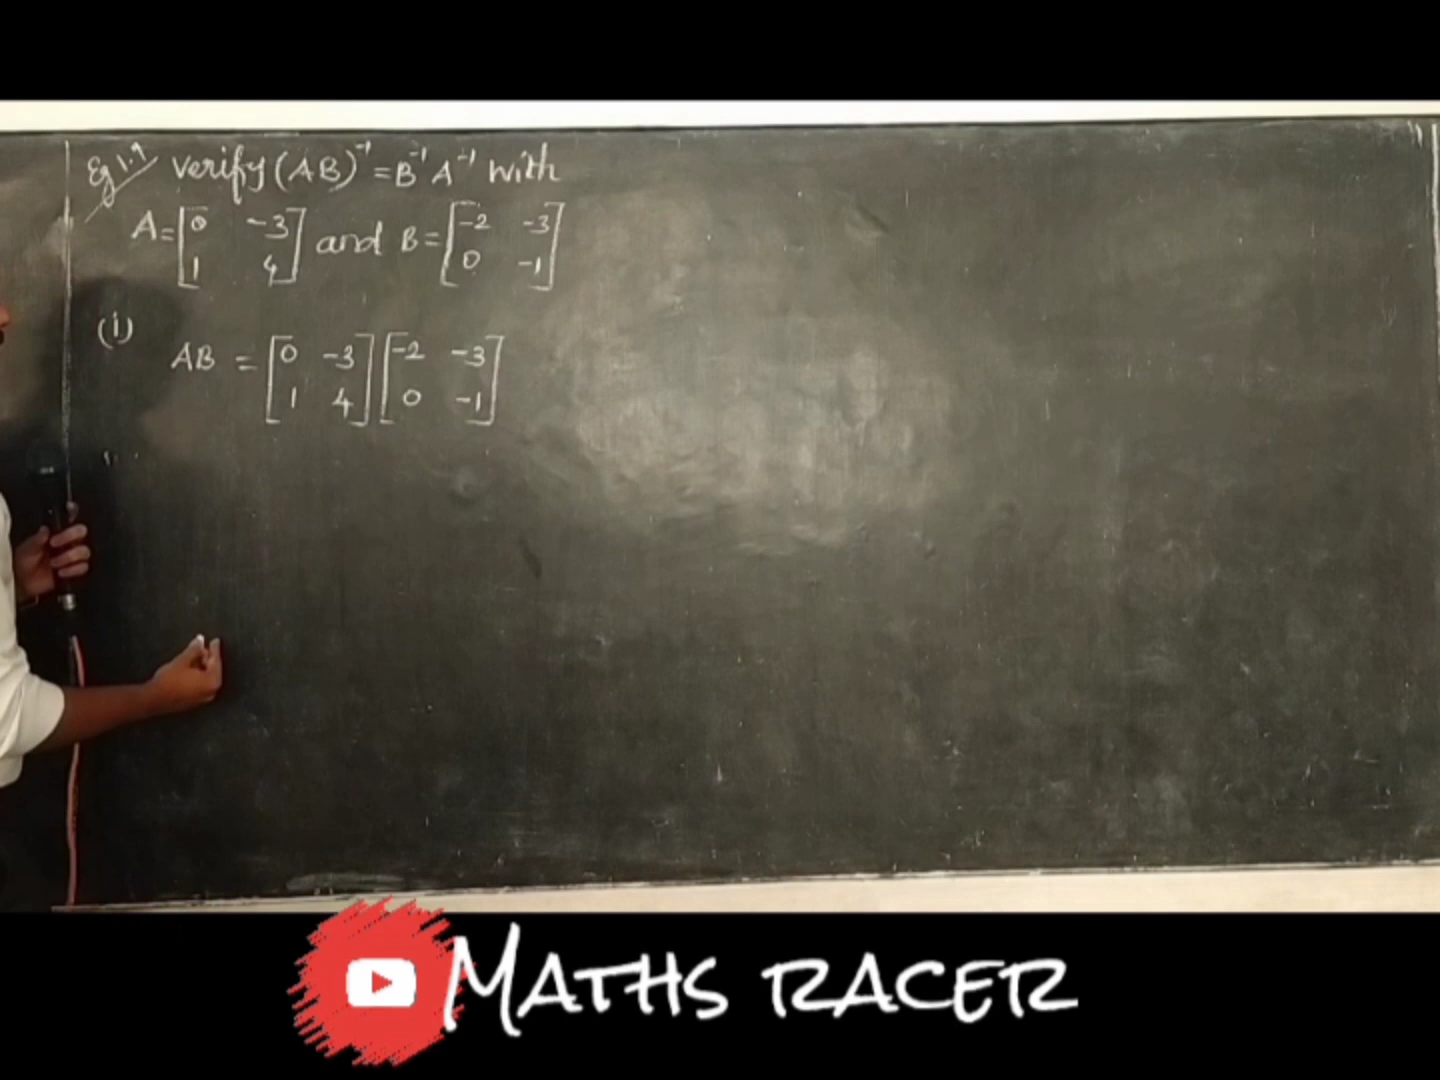 Eg 1.9 Verify (AB)⁻¹ = B⁻¹ A⁻¹ with
A = [0 -3; 1 4] and B = [-2 -3; 0 -1]
(i)
AB = [0 -3; 1 4] [-2 -3; 0 -1]
MATHS RACER